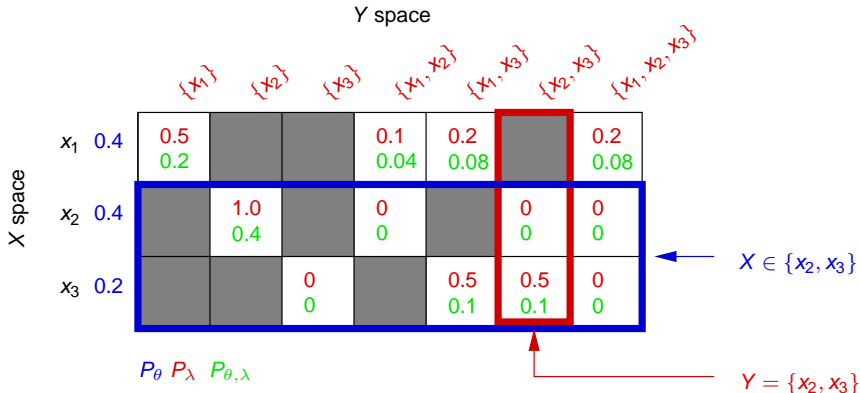 Y space
{x₁} {x₂} {x₃} {x₁, x₂} {x₁, x₃} {x₂, x₃} {x₁, x₂, x₃}
X space
x₁ 0.4 0.5 0.1 0.2 0.2
0.2 0.04 0.08 0.08
x₂ 0.4 1.0 0 0 0
0.4 0 0 0
x₃ 0.2 0 0.5 0.5 0
0 0.1 0.1 0
X ∈ {x₂, x₃}
P_θ P_λ P_θ,λ
Y = {x₂, x₃}